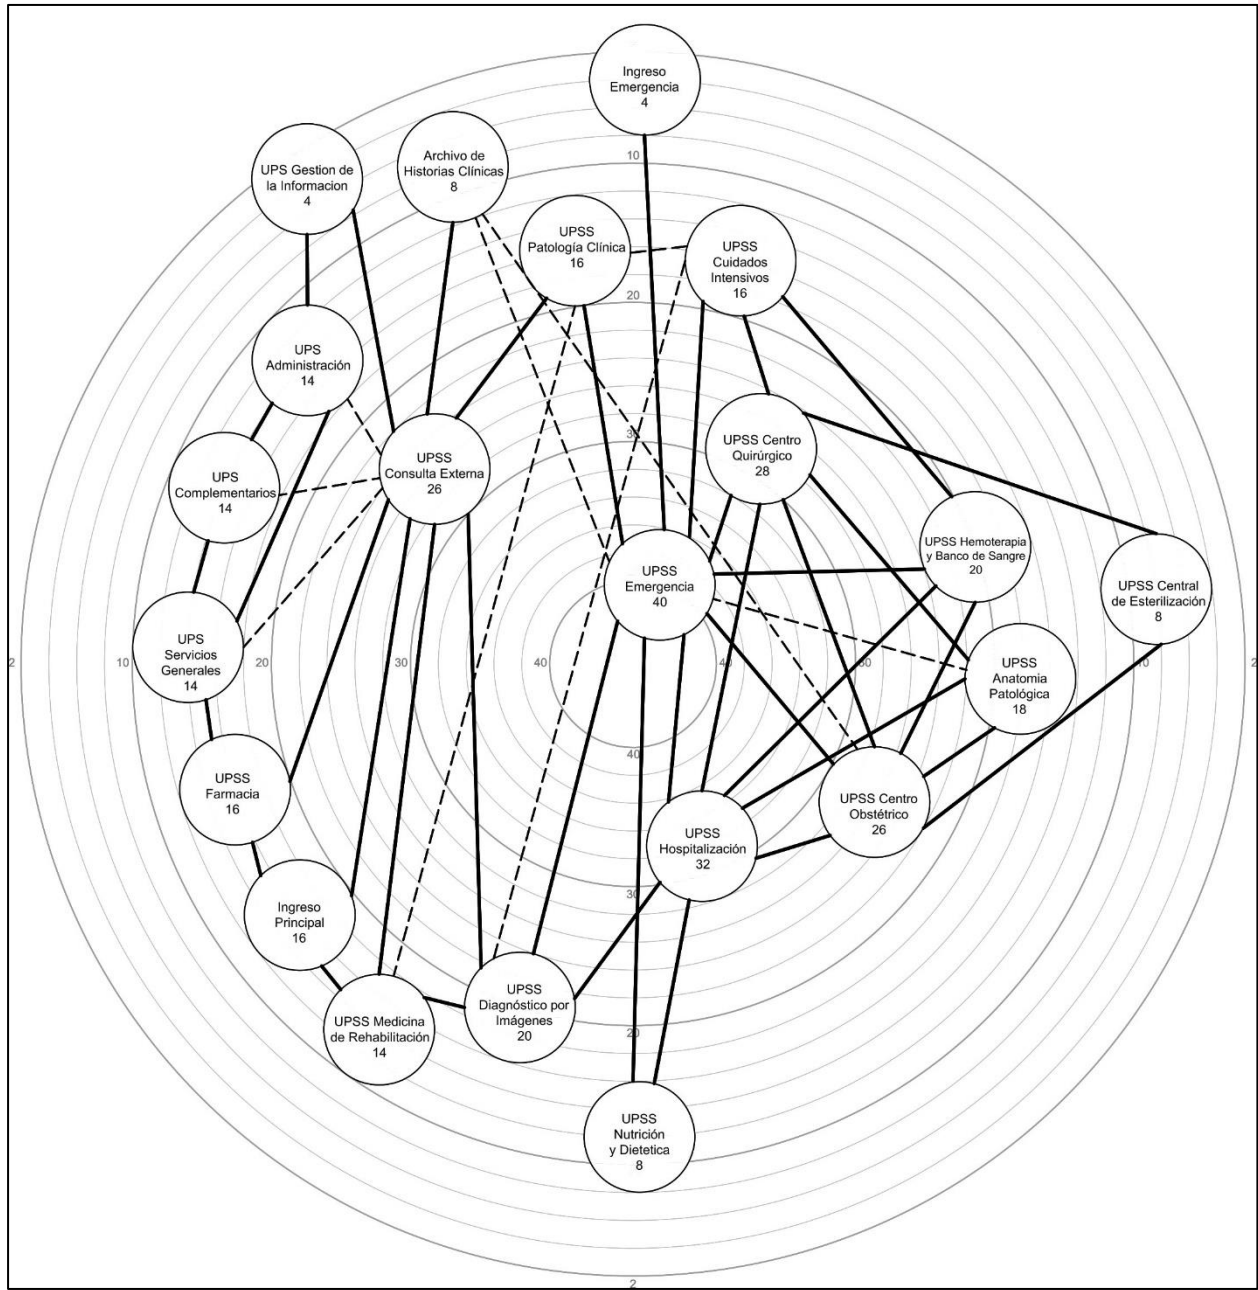 Ingreso
Emergencia
4
UPS Gestion de
la Informacion
4
Archivo de
Historias Clínicas
8
10
UPSS
Patología Clínica
16
UPSS
Cuidados
Intensivos
16
20
UPS
Administración
14
UPSS
Consulta Externa
26
30
UPSS Centro
Quirúrgico
28
UPS
Complementarios
14
UPSS Hemoterapia
y Banco de Sangre
20
UPSS
Emergencia
40
UPSS Central
de Esterilización
8
UPS
Servicios
Generales
14
2
10
20
30
40
40
UPSS
Anatomia
Patológica
18
40
UPSS
Farmacia
16
UPSS Centro
Obstétrico
26
UPSS
Hospitalización
32
30
Ingreso
Principal
16
UPSS Medicina
de Rehabilitación
14
UPSS
Diagnóstico por
Imágenes
20
20
UPSS
Nutrición
y Dietetica
8
2